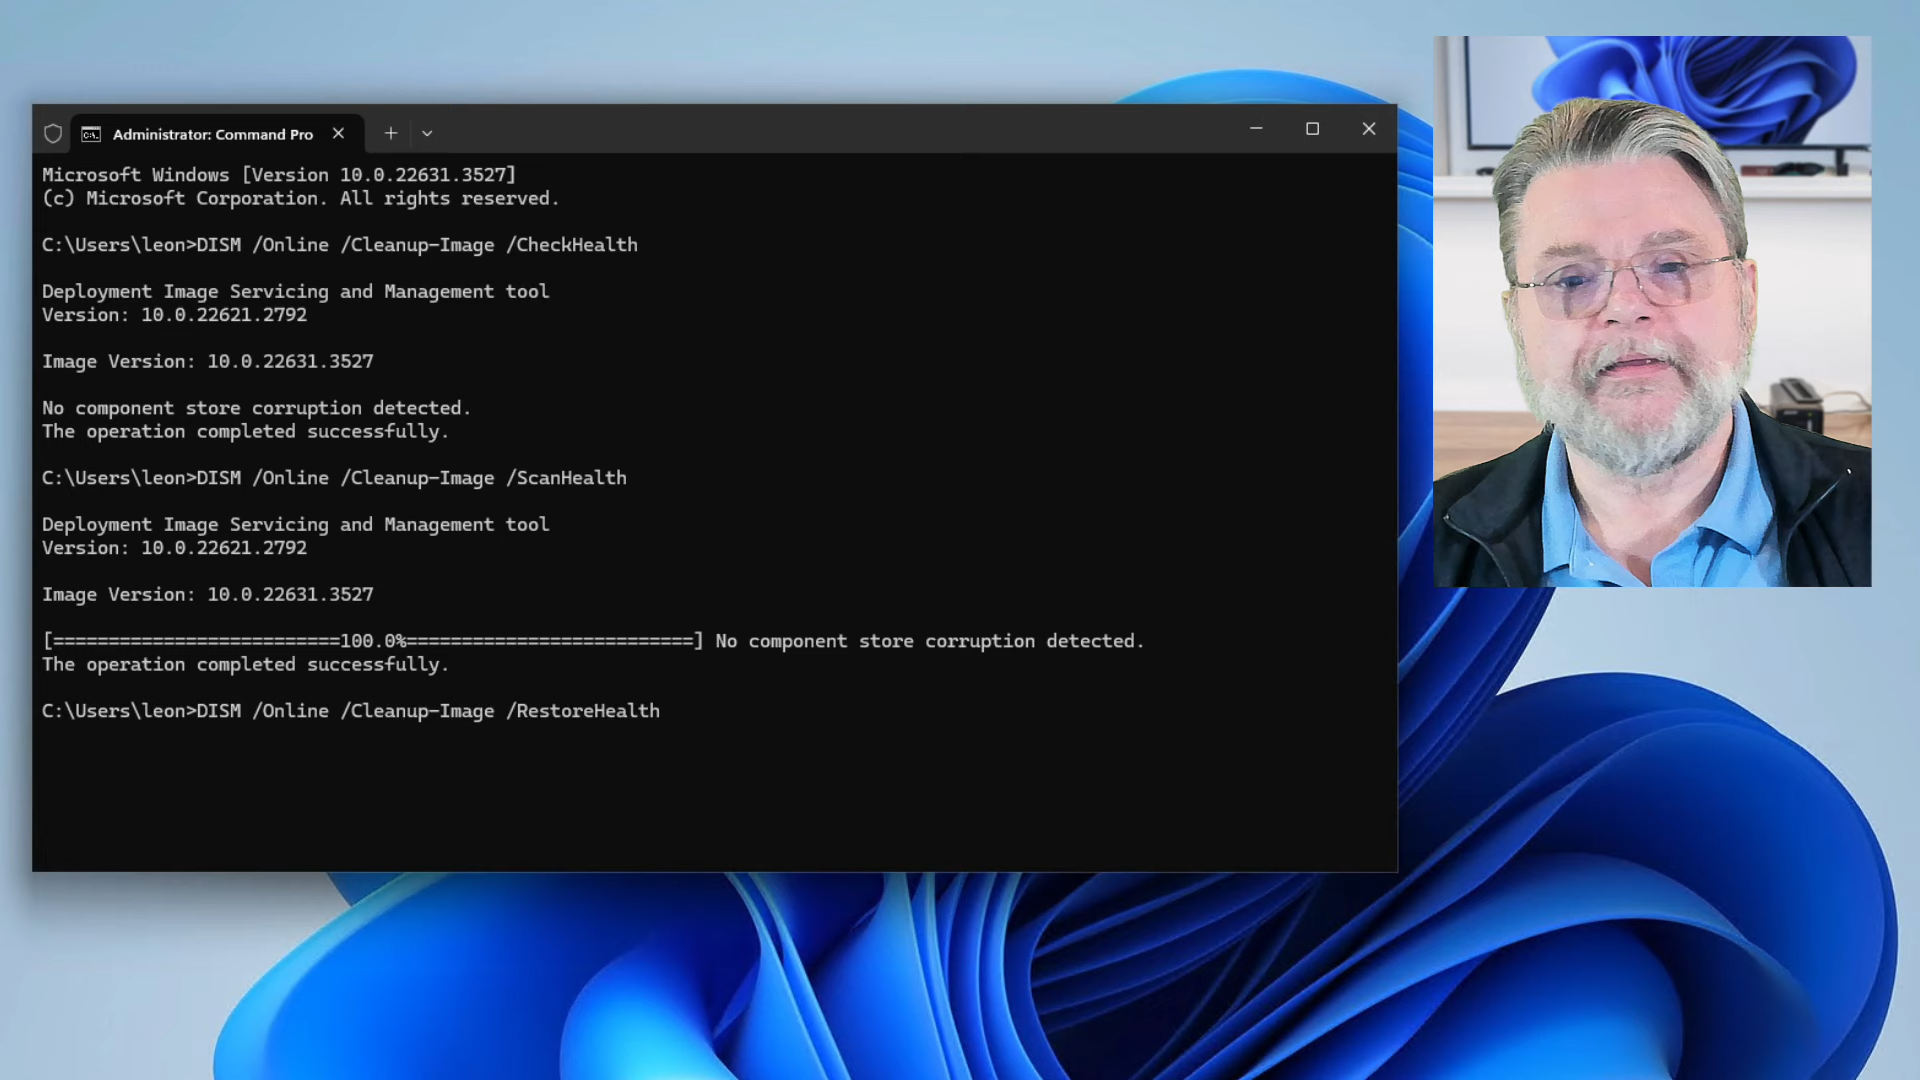 Administrator: Command Pro
Microsoft Windows [Version 10.0.22631.3527]
(c) Microsoft Corporation. All rights reserved.
C:\Users\leon>DISM /Online /Cleanup-Image /CheckHealth
Deployment Image Servicing and Management tool
Version: 10.0.22621.2792
Image Version: 10.0.22631.3527
No component store corruption detected.
The operation completed successfully.
C:\Users\leon>DISM /Online /Cleanup-Image /ScanHealth
Deployment Image Servicing and Management tool
Version: 10.0.22621.2792
Image Version: 10.0.22631.3527
[==========================100.0%==========================] No component store corruption detected.
The operation completed successfully.
C:\Users\leon>DISM /Online /Cleanup-Image /RestoreHealth